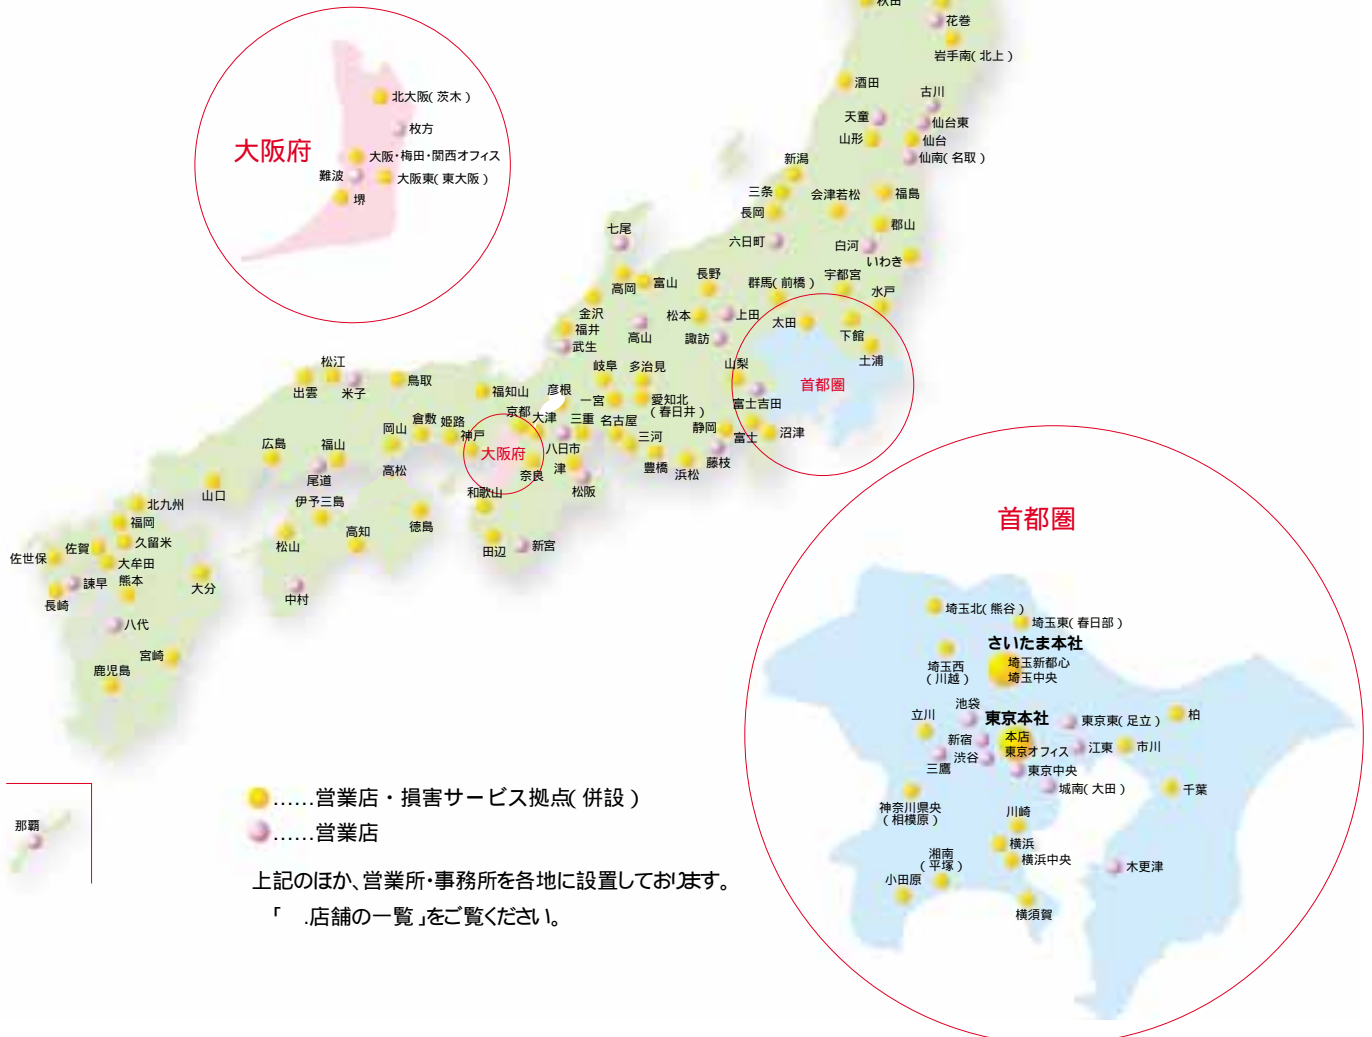 秋田
花巻
岩手南(北上)
酒田
古川
天童
仙台東
山形
仙台
仙南(名取)
新潟
三条
会津若松
福島
長岡
郡山
六日町
白河
いわき
七尾
高岡
富山
長野
群馬(前橋)
宇都宮
水戸
金沢
松本
上田
太田
下館
福井
高山
諏訪
土浦
武生
山梨
首都圏
富士吉田
岐阜
多治見
一宮
愛知北
(春日井)
静岡
富士
沼津
名古屋
三河
豊橋
浜松
藤枝
松江
出雲
米子
鳥取
福知山
彦根
京都
大津
三重
八日市
津
松阪
倉敷
姫路
岡山
神戸
大阪府
奈良
広島
福山
尾道
高松
和歌山
山口
伊予三島
徳島
高知
松山
田辺
新宮
中村
北九州
福岡
佐世保
佐賀
久留米
大牟田
諫早
熊本
長崎
大分
八代
宮崎
鹿児島
那覇
大阪府
北大阪(茨木)
枚方
大阪・梅田・関西オフィス
難波
大阪東(東大阪)
堺
首都圏
埼玉北(熊谷)
埼玉東(春日部)
さいたま本社
埼玉新都心
埼玉中央
埼玉西
(川越)
池袋
東京本社
東京東(足立)
柏
立川
新宿
本店
東京オフィス
江東
市川
三鷹
渋谷
東京中央
城南(大田)
千葉
神奈川県央
(相模原)
川崎
横浜
横浜中央
湘南
(平塚)
木更津
小田原
横須賀
……営業店・損害サービス拠点(併設)
……営業店
上記のほか、営業所・事務所を各地に設置しております。
「 .店舗の一覧」をご覧ください。